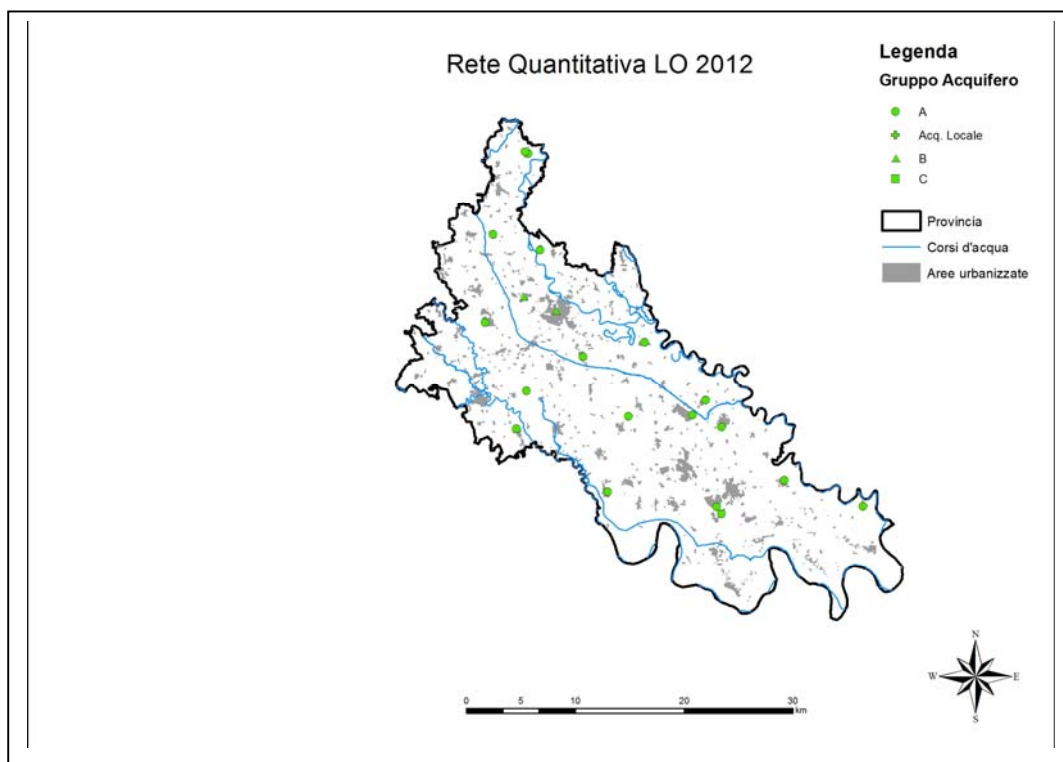 Rete Quantitativa LO 2012
Legenda
Gruppo Acquifero
A
Acq. Locale
B
C
Provincia
Corsi d'acqua
Aree urbanizzate
N
W E
S
0 5 10 20 30
km